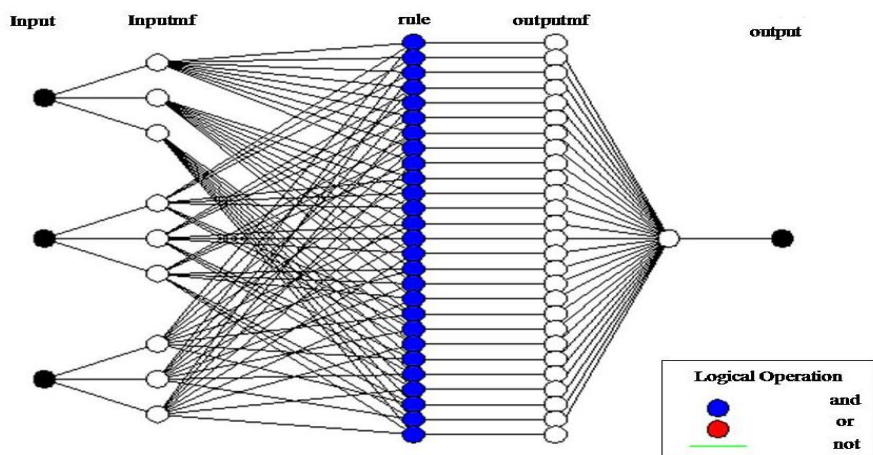 Input
Inputmf
rule
outputmf
output
Logical Operation
and
or
not